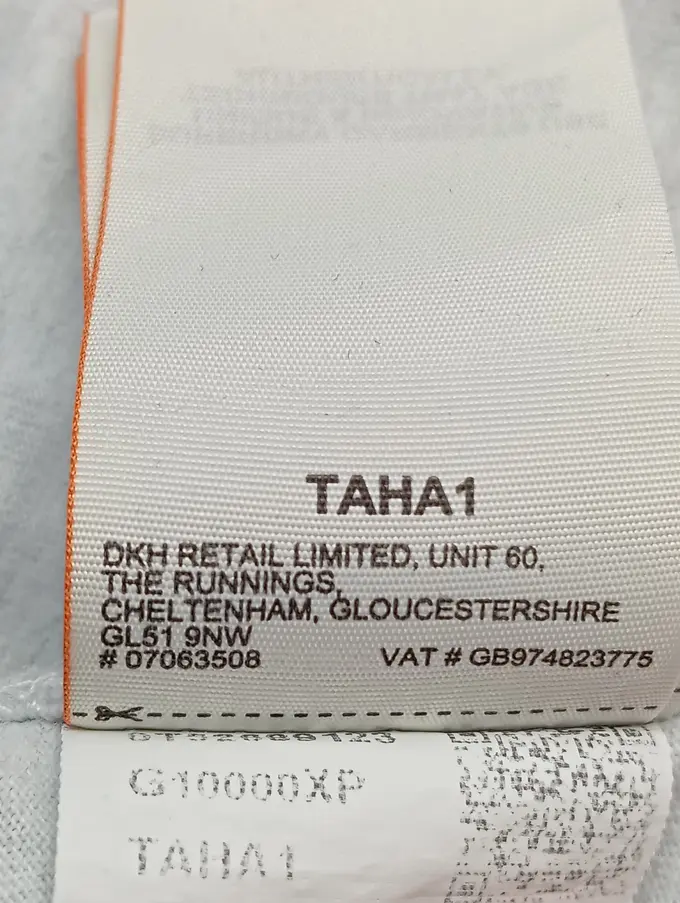 TAHA1
DKH RETAIL LIMITED, UNIT 60,
THE RUNNINGS,
CHELTENHAM, GLOUCESTERSHIRE
GL51 9NW
# 07063508 VAT # GB974823775
G10000XP
TAHA1